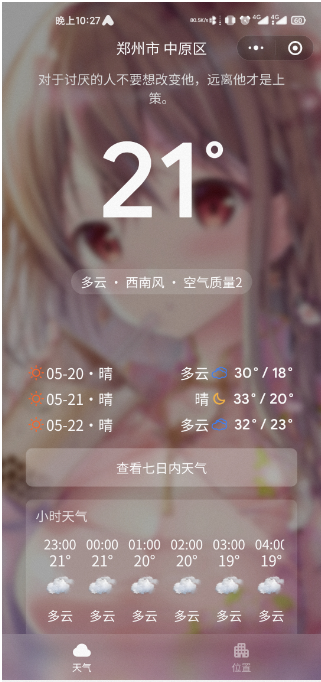 晚上10:27
80.5K/s 4G 4G 60
郑州市 中原区
对于讨厌的人不要想改变他，远离他才是上
策。
21°
多云 · 西南风 · 空气质量2
05-20 · 晴 多云 30° / 18°
05-21 · 晴 晴 33° / 20°
05-22 · 晴 多云 32° / 23°
查看七日内天气
小时天气
23:00 00:00 01:00 02:00 03:00 04:00
21° 21° 20° 20° 19° 19°
多云 多云 多云 多云 多云 多云
天气 位置